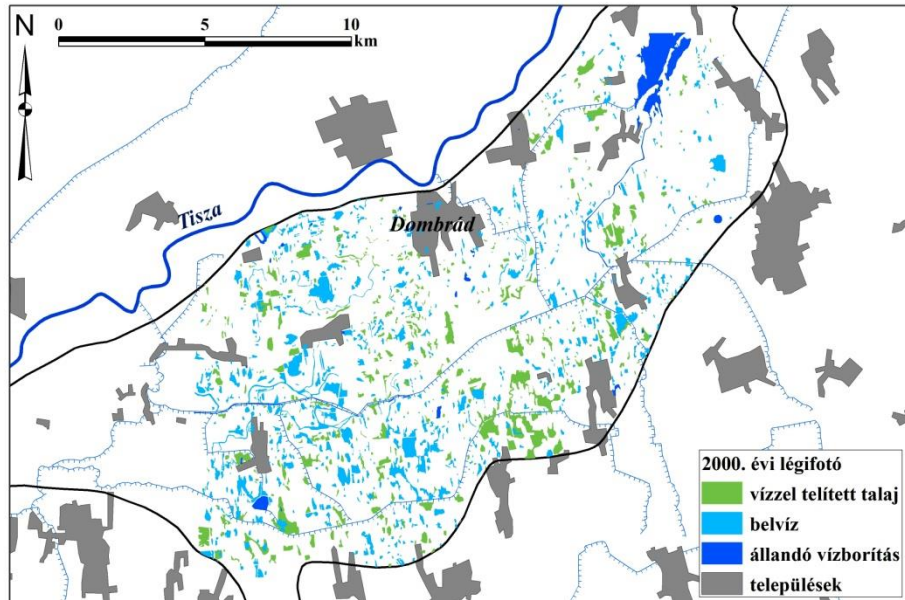 N
0 5 10
km
Tisza
Dombrád
2000. évi légifotó
vízzel telített talaj
belvíz
állandó vízborítás
települések